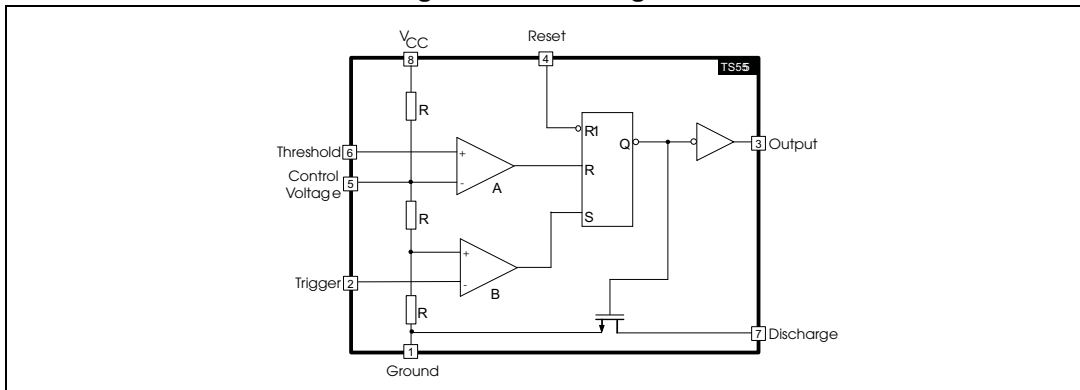 VCC
Reset
8
4
TS555
R
R1
Q
3 Output
Threshold 6
+
A
R
Control
Voltage
5
-
R
S
+
Trigger 2
-
B
R
7 Discharge
1
Ground